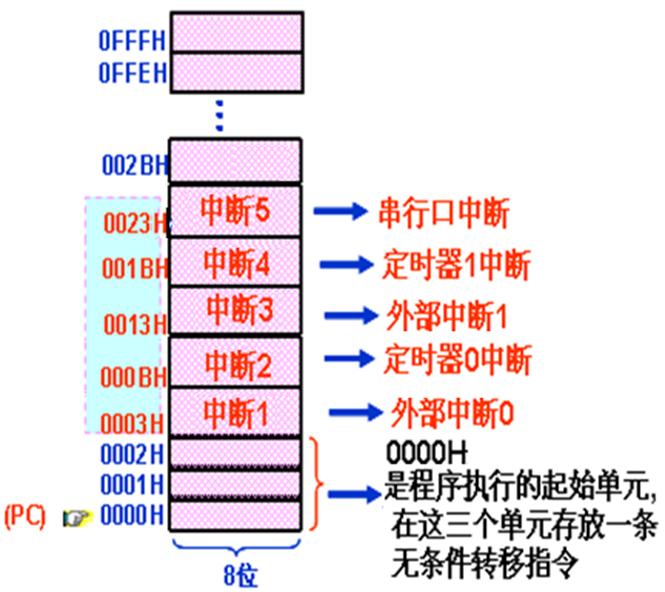 0FFFH
0FFEH
002BH
0023H 中断5 串行口中断
001BH 中断4 定时器1中断
0013H 中断3 外部中断1
000BH 中断2 定时器0中断
0003H 中断1 外部中断0
0002H
0001H
(PC) 0000H
0000H
是程序执行的起始单元,
在这三个单元存放一条
无条件转移指令
8位